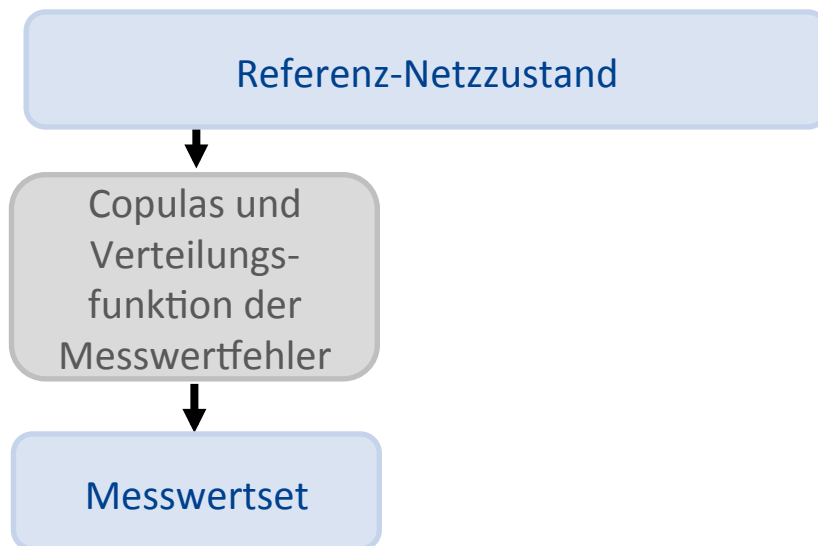 Referenz-Netzzustand
Copulas und
Verteilungs-
funktion der
Messwertfehler
Messwertset